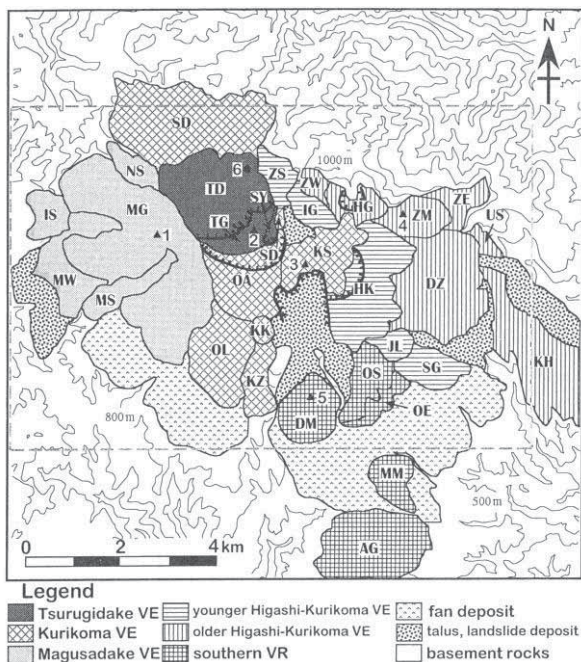 N
SD
1000 m
6
ZS
NS
TD
ZW
HG
ZE
SY
IG
ZM
4
US
IS
MG
TG
1
2
SD
KS
3
OA
DZ
MW
HK
MS
KK
JL
KH
OL
OS
SG
KZ
5
800 m
DM
OE
MM
500 m
AG
0 2 4 km
Legend
Tsurugidake VE younger Higashi-Kurikoma VE fan deposit
Kurikoma VE older Higashi-Kurikoma VE talus, landslide deposit
Magusadake VE southern VR basement rocks